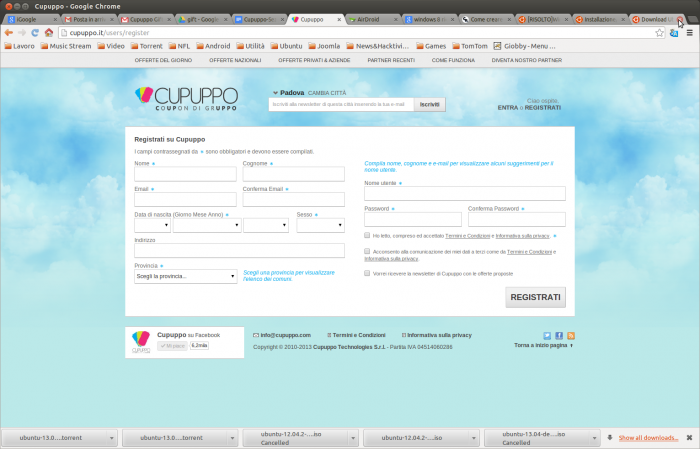 Cupuppo - Google Chrome
iGoogle
Posta in arriv
Cupuppo GiF
gift - Google
Cupuppo-Soc
Cupuppo
AirDroid
windows 8 n
Come creare
[RISOLTO]W
Installazione
Download U
cupuppo.it/users/register
Lavoro Music Stream Video Torrent NFL Android Utilità Ubuntu Joomla News&Hacktivi... Games TomTom Giobby - Menu ...
OFFERTE DEL GIORNO OFFERTE NAZIONALI OFFERTE PRIVATI & AZIENDE PARTNER RECENTI COME FUNZIONA DIVENTA NOSTRO PARTNER
CUPUPPO
COUPON DI GRUPPO
Padova CAMBIA CITTÀ
Iscriviti alla newsletter di questa città inserendo la tua e-mail Iscriviti
Ciao ospite,
ENTRA o REGISTRATI
Registrati su Cupuppo
I campi contrassegnati da sono obbligatori e devono essere compilati.
Nome Cognome
Email Conferma Email
Data di nascita (Giorno Mese Anno) Sesso
Indirizzo
Provincia
Scegli la provincia...
Scegli una provincia per visualizzare
l'elenco dei comuni.
Compila nome, cognome e e-mail per visualizzare alcuni suggerimenti per il
nome utente.
Nome utente
Password Conferma Password
Ho letto, compreso ed accettato Termini e Condizioni e Informativa sulla privacy.
Acconsento alla comunicazione dei miei dati a terzi come da Termini e Condizioni e
Informativa sulla privacy.
Vorrei ricevere la newsletter di Cupuppo con le offerte proposte
REGISTRATI
Cupuppo su Facebook
Mi piace 6,2mila
info@cupuppo.com Termini e Condizioni Informativa sulla privacy
Copyright © 2010-2013 Cupuppo Technologies S.r.l. - Partita IVA 04514060286
Torna a inizio pagina
ubuntu-13.0....torrent
ubuntu-13.0....torrent
ubuntu-12.04.2-....iso
Cancelled
ubuntu-12.04.2-....iso
ubuntu-13.04-de....iso
Cancelled
Show all downloads...